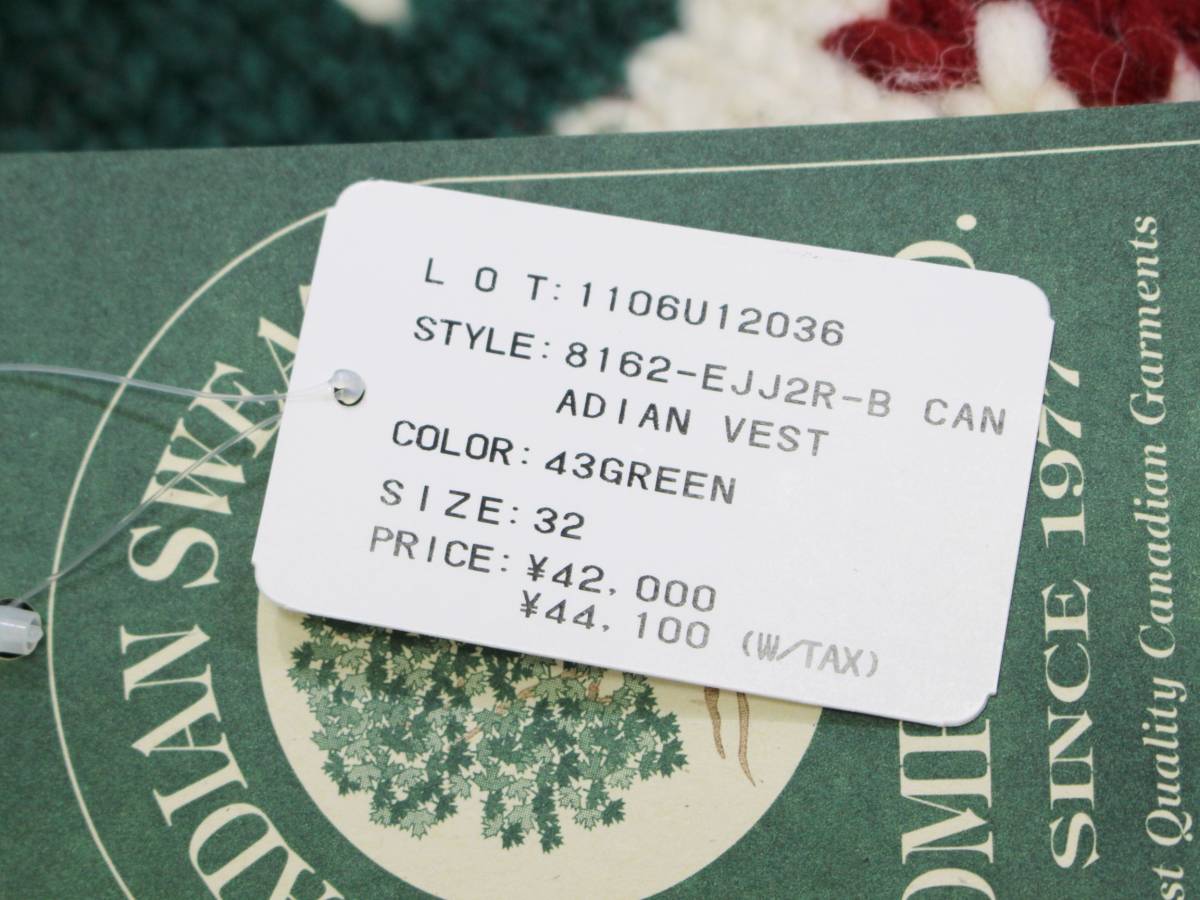 L O T:1106U12036
STYLE:8162-EJJ2R-B CAN
ADIAN VEST
COLOR:43GREEN
SIZE:32
PRICE:¥42,000
¥44,100 (W/TAX)
SINCE 1977
Quality Canadian Garments